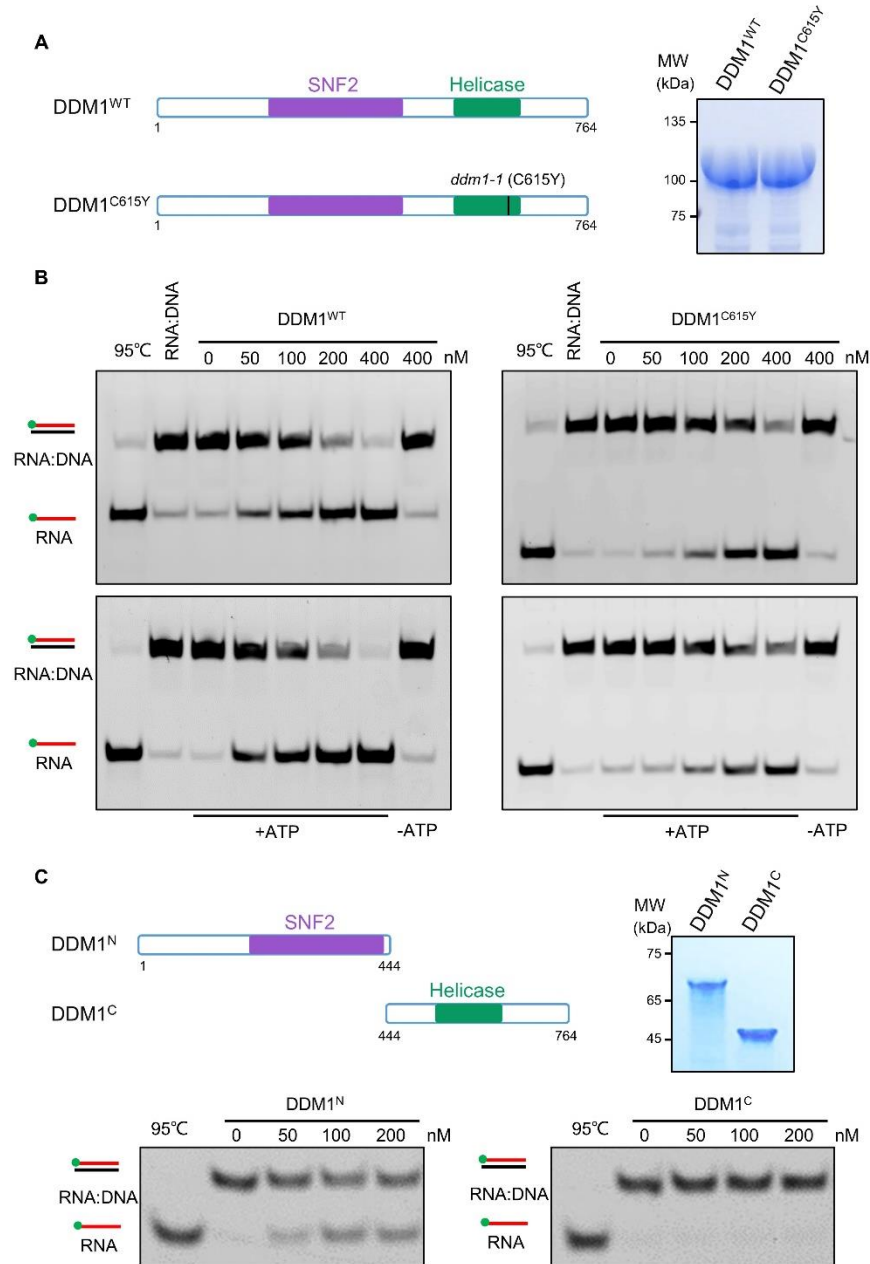 A
SNF2 Helicase
DDM1WT
1 764
ddm1-1 (C615Y)
DDM1C615Y
1 764
MW
(kDa)
DDM1WT DDM1C615Y
135
100
75
B
95℃ RNA:DNA DDM1WT
0 50 100 200 400 400 nM
RNA:DNA
RNA
RNA:DNA
RNA
+ATP -ATP
95℃ RNA:DNA DDM1C615Y
0 50 100 200 400 400 nM
+ATP -ATP
C
SNF2
DDM1N
1 444
Helicase
DDM1C
444 764
MW
(kDa)
DDM1N DDM1C
75
65
45
DDM1N
95℃ 0 50 100 200 nM
RNA:DNA
RNA
DDM1C
95℃ 0 50 100 200 nM
RNA:DNA
RNA